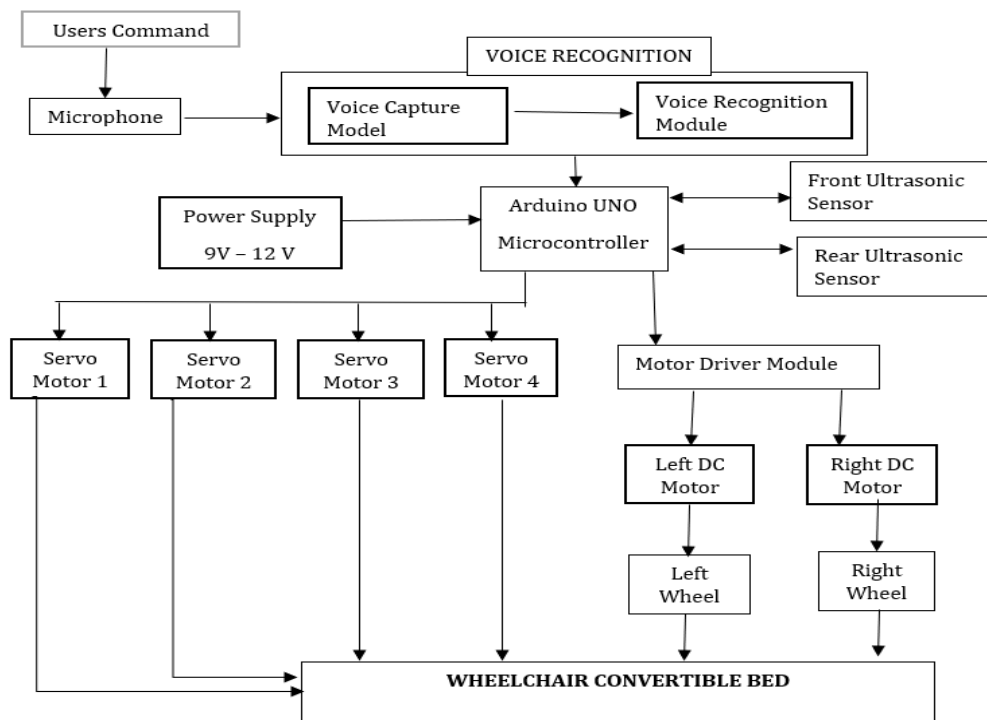 Users Command
VOICE RECOGNITION
Microphone
Voice Capture
Model
Voice Recognition
Module
Front Ultrasonic
Sensor
Arduino UNO
Microcontroller
Power Supply
9V – 12 V
Rear Ultrasonic
Sensor
Servo
Motor 1
Servo
Motor 2
Servo
Motor 3
Servo
Motor 4
Motor Driver Module
Left DC
Motor
Right DC
Motor
Left
Wheel
Right
Wheel
WHEELCHAIR CONVERTIBLE BED